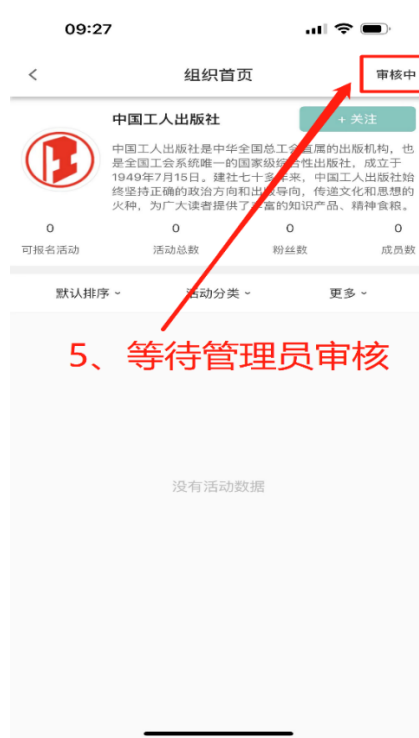 09:27
组织首页
审核中
中国工人出版社
+ 关注
中国工人出版社是中华全国总工会直属的出版机构，也
是全国工会系统唯一的国家级综合性出版社，成立于
1949年7月15日。建社七十多年来，中国工人出版社始
终坚持正确的政治方向和出版导向，传递文化和思想的
火种，为广大读者提供了丰富的知识产品、精神食粮。
0 0 0 0
可报名活动 活动总数 粉丝数 成员数
默认排序 活动分类 更多
5、等待管理员审核
没有活动数据